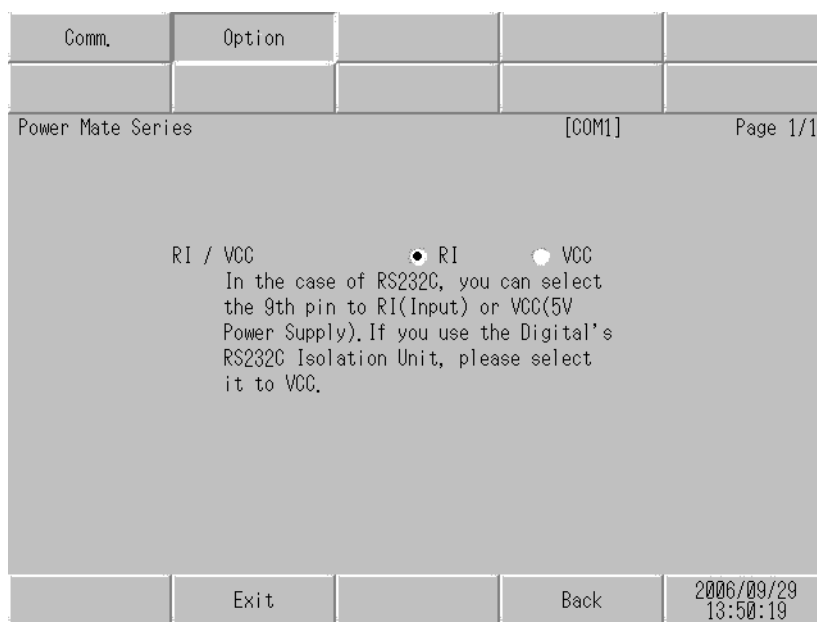 Comm. Option
Power Mate Series [COM1] Page 1/1
RI / VCC RI VCC
In the case of RS232C, you can select
the 9th pin to RI(Input) or VCC(5V
Power Supply).If you use the Digital's
RS232C Isolation Unit, please select
it to VCC.
Exit Back 2006/09/29
13:50:19